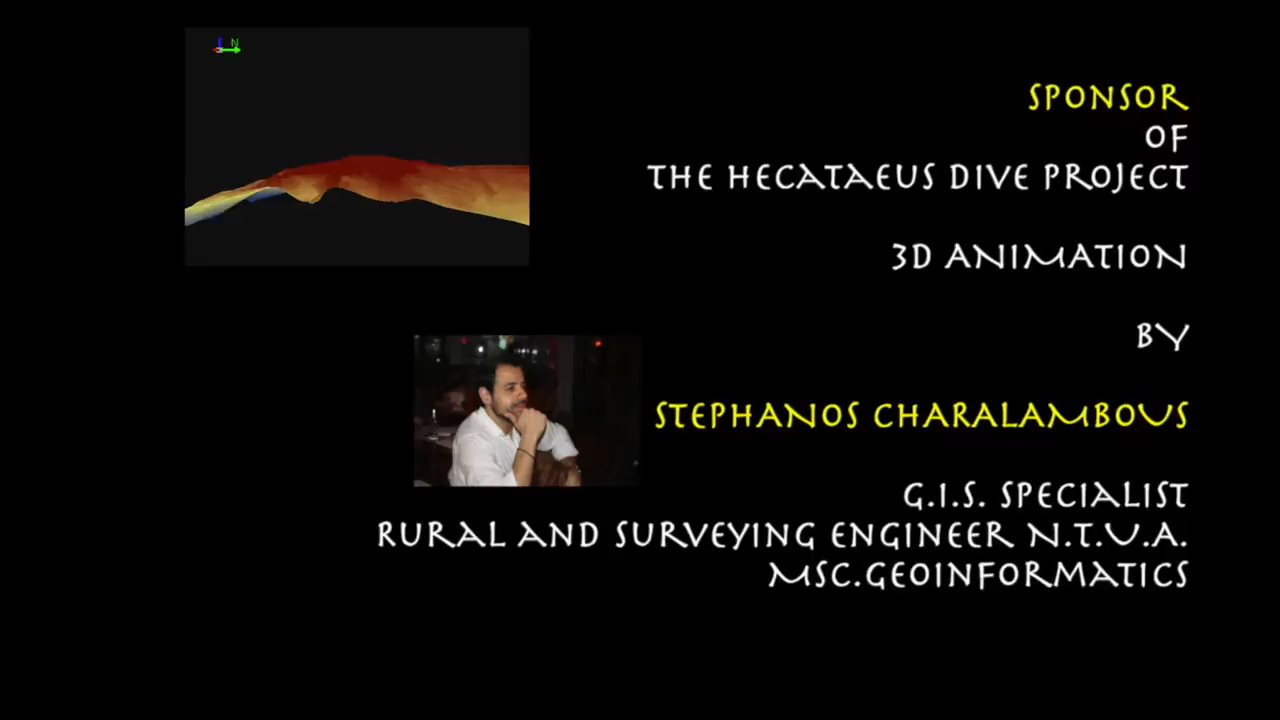 N
SPONSOR
OF
THE HECATAEUS DIVE PROJECT
3D ANIMATION
BY
STEPHANOS CHARALAMBOUS
G.I.S. SPECIALIST
RURAL AND SURVEYING ENGINEER N.T.U.A.
MSC.GEOINFORMATICS